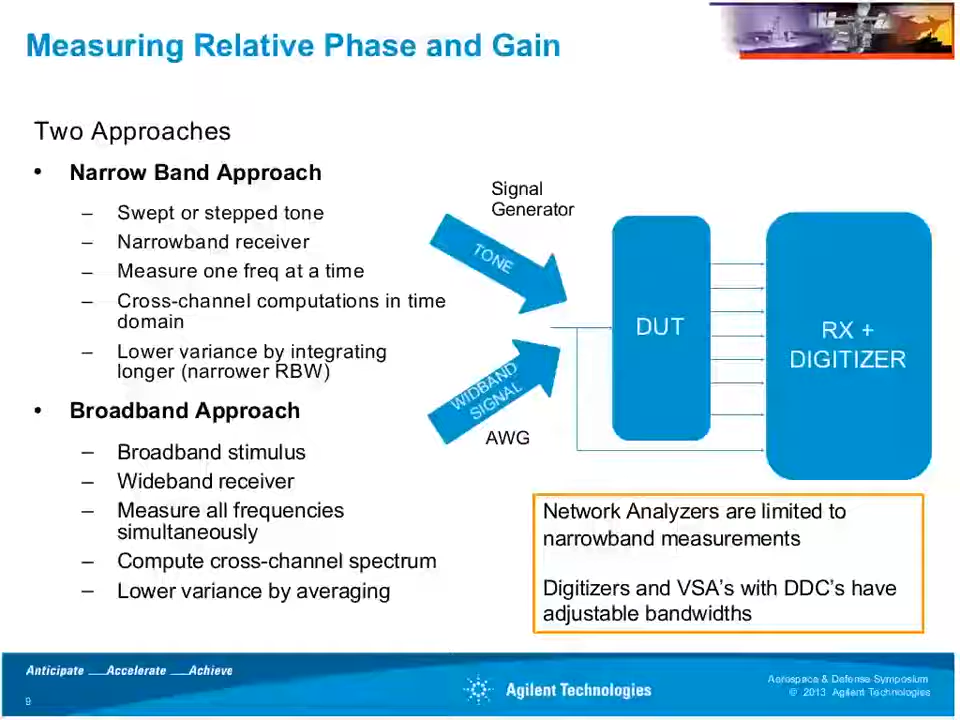 Measuring Relative Phase and Gain
Two Approaches
• Narrow Band Approach
– Swept or stepped tone
– Narrowband receiver
– Measure one freq at a time
– Cross-channel computations in time
domain
– Lower variance by integrating
longer (narrower RBW)
• Broadband Approach
– Broadband stimulus
– Wideband receiver
– Measure all frequencies
simultaneously
– Compute cross-channel spectrum
– Lower variance by averaging
Signal
Generator
TONE
WIDBAND
SIGNAL
AWG
DUT
RX +
DIGITIZER
Network Analyzers are limited to
narrowband measurements
Digitizers and VSA's with DDC's have
adjustable bandwidths
Anticipate __Accelerate __Achieve
9
Agilent Technologies
Aerospace & Defense Symposium
© 2013 Agilent Technologies